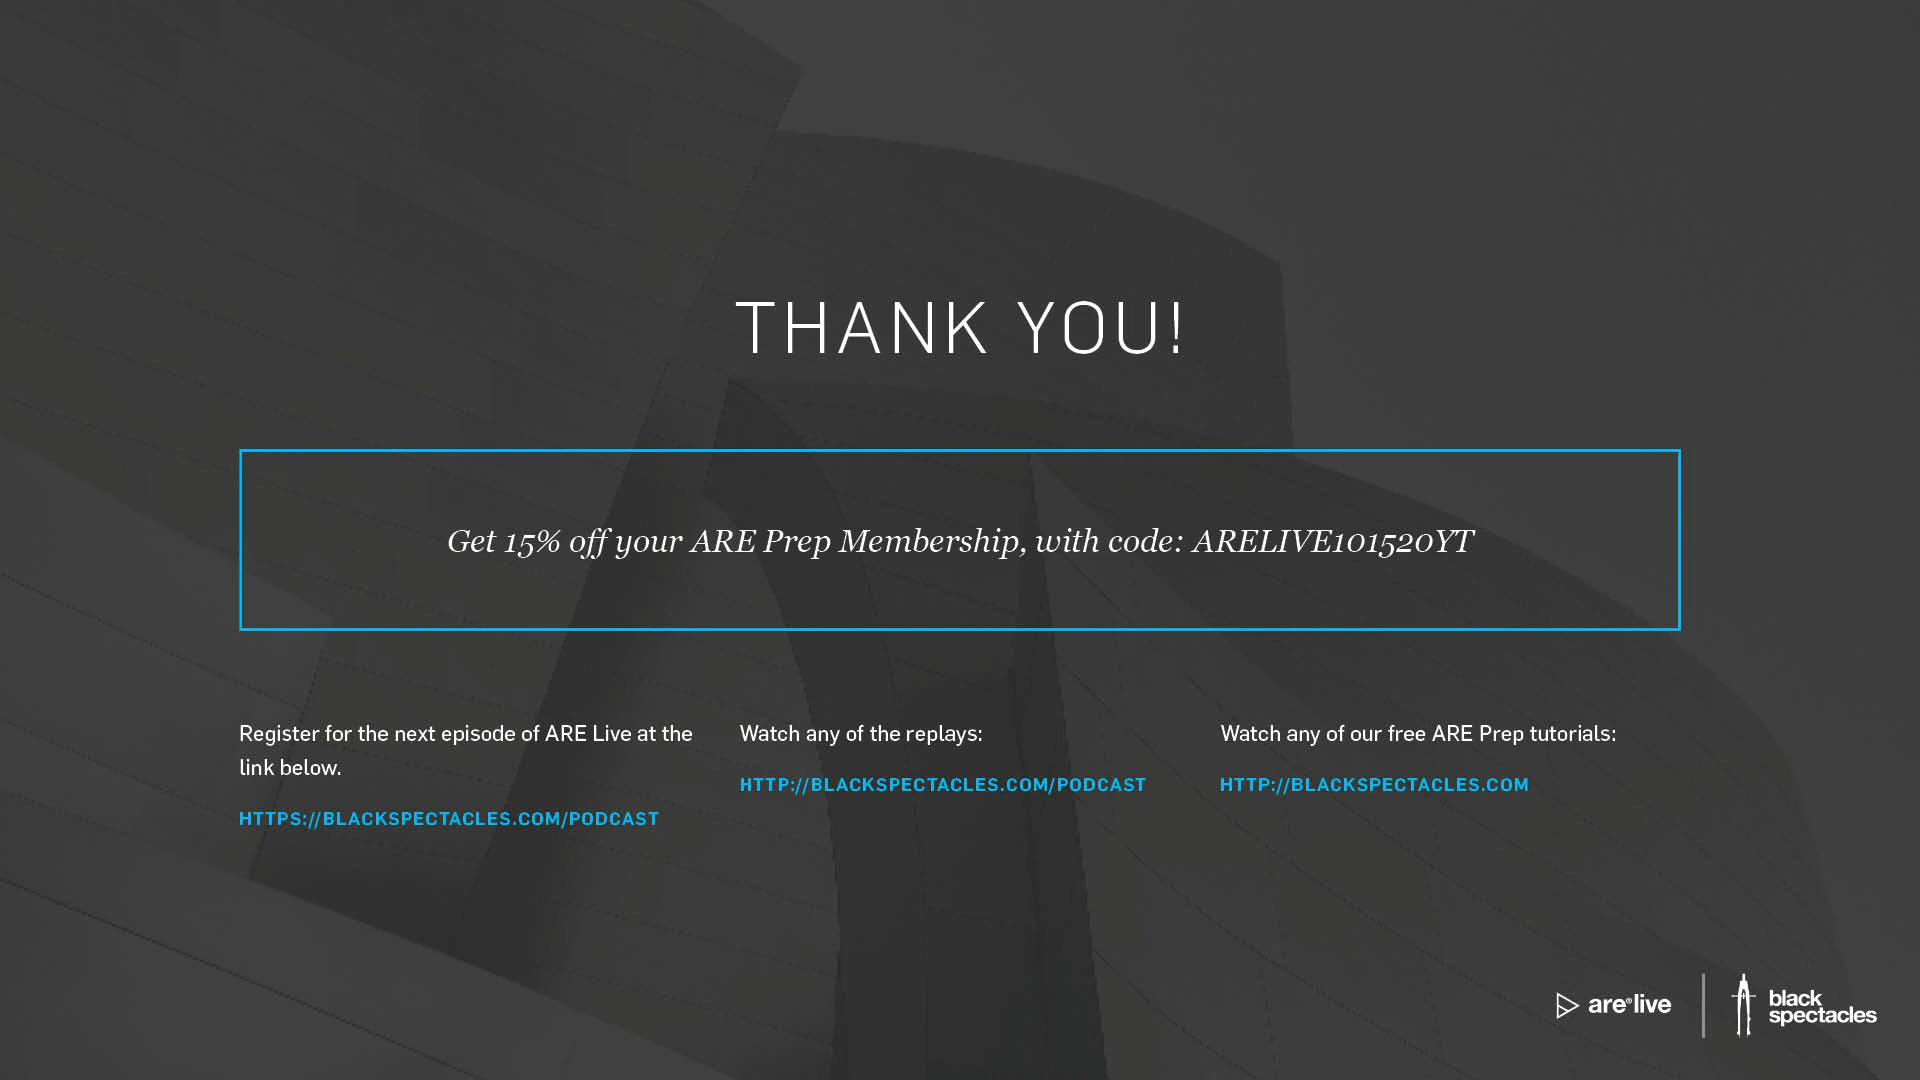 THANK YOU!
Get 15% off your ARE Prep Membership, with code: ARELIVE101520YT
Register for the next episode of ARE Live at the
link below.
HTTPS://BLACKSPECTACLES.COM/PODCAST
Watch any of the replays:
HTTP://BLACKSPECTACLES.COM/PODCAST
Watch any of our free ARE Prep tutorials:
HTTP://BLACKSPECTACLES.COM
are®live
black
spectacles